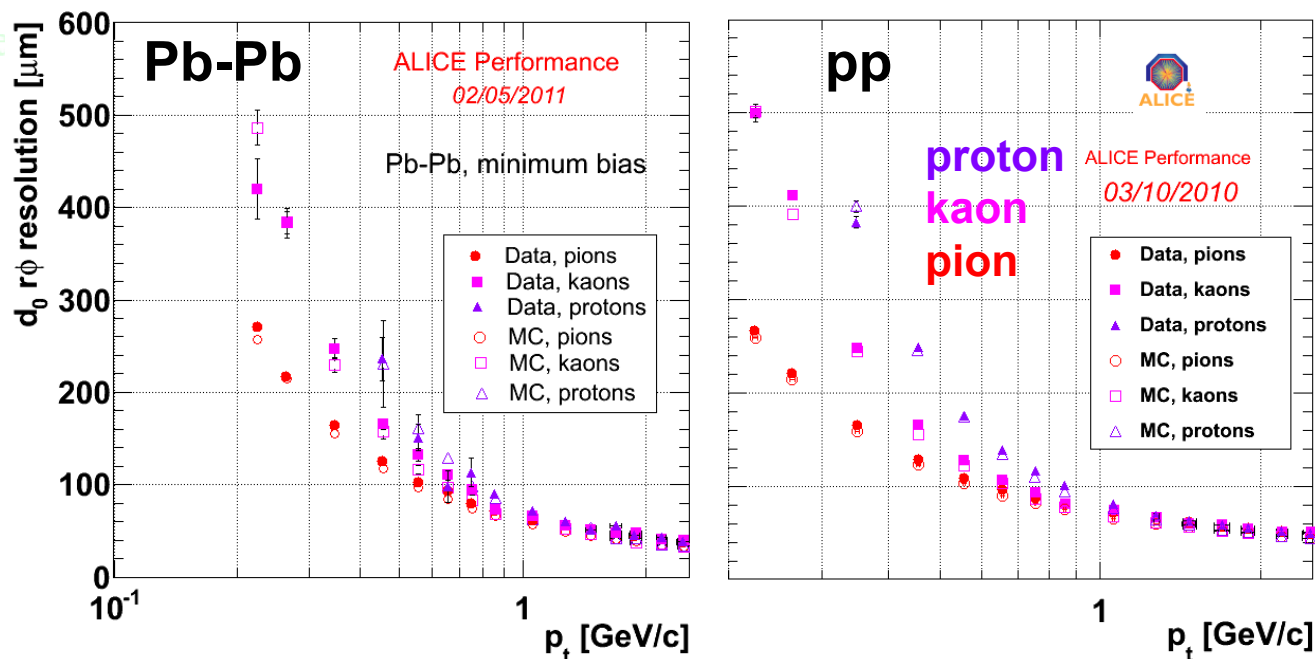 600
500
400
300
200
100
0
d₀ rϕ resolution [μm]
Pb-Pb
ALICE Performance
02/05/2011
Pb-Pb, minimum bias
Data, pions
Data, kaons
Data, protons
MC, pions
MC, kaons
MC, protons
10⁻¹
1
pₜ [GeV/c]
pp
ALICE
proton
kaon
pion
ALICE Performance
03/10/2010
Data, pions
Data, kaons
Data, protons
MC, pions
MC, kaons
MC, protons
1
pₜ [GeV/c]